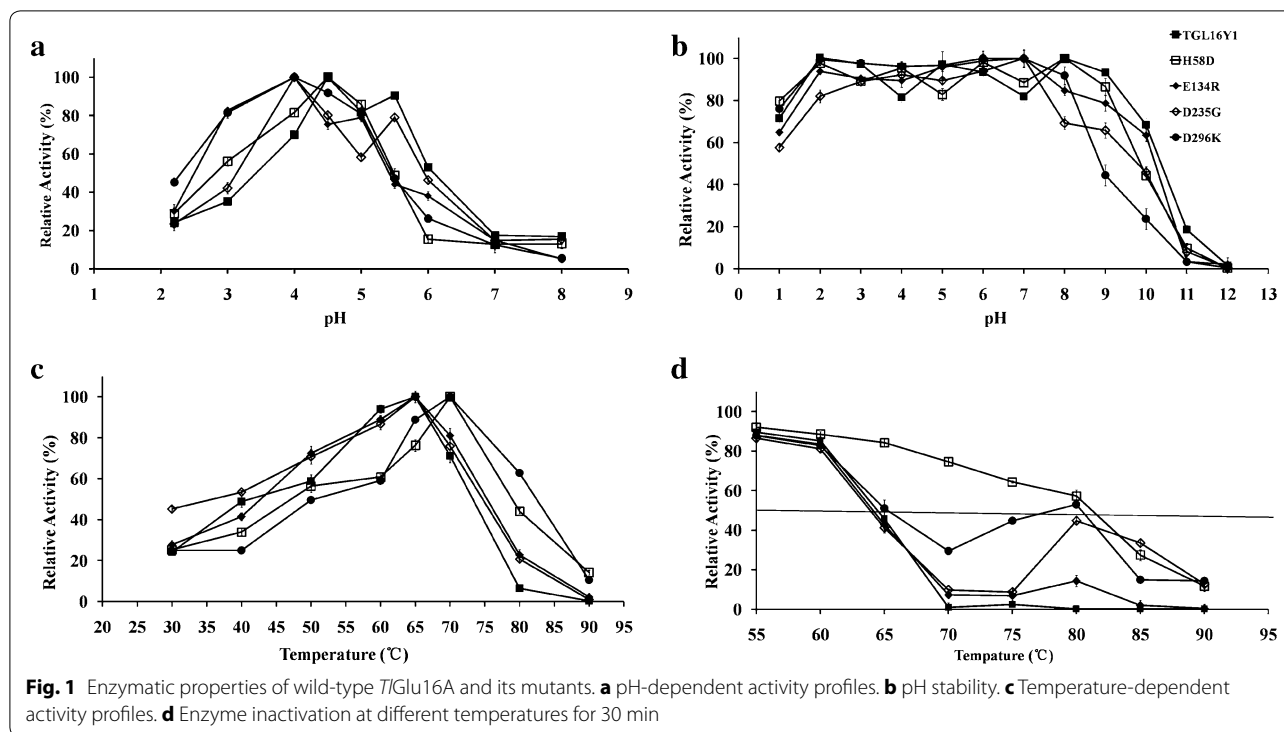 a
Relative Activity (%)
100
80
60
40
20
0
1 2 3 4 5 6 7 8 9
pH
b
Relative Activity (%)
120
100
80
60
40
20
0
0 1 2 3 4 5 6 7 8 9 10 11 12 13
pH
TGL16Y1
H58D
E134R
D235G
D296K
c
Relative Activity (%)
100
80
60
40
20
0
20 25 30 35 40 45 50 55 60 65 70 75 80 85 90 95
Temperature (℃)
d
Relative Activity (%)
100
80
60
40
20
0
55 60 65 70 75 80 85 90 95
Tempature (℃)
Fig. 1 Enzymatic properties of wild-type TlGlu16A and its mutants. a pH-dependent activity profiles. b pH stability. c Temperature-dependent
activity profiles. d Enzyme inactivation at different temperatures for 30 min